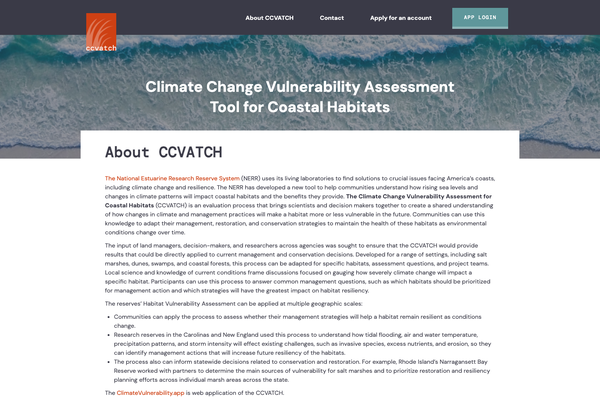 About CCVATCH
Contact
Apply for an account
APP LOGIN
ccvatch
Climate Change Vulnerability Assessment
Tool for Coastal Habitats
About CCVATCH
The National Estuarine Research Reserve System (NERR) uses its living laboratories to find solutions to crucial issues facing America's coasts,
including climate change and resilience. The NERR has developed a new tool to help communities understand how rising sea levels and
changes in climate patterns will impact coastal habitats and the benefits they provide. The Climate Change Vulnerability Assessment for
Coastal Habitats (CCVATCH) is an evaluation process that brings scientists and decision makers together to create a shared understanding
of how changes in climate and management practices will make a habitat more or less vulnerable in the future. Communities can use this
knowledge to adapt their management, restoration, and conservation strategies to maintain the health of these habitats as environmental
conditions change over time.
The input of land managers, decision-makers, and researchers across agencies was sought to ensure that the CCVATCH would provide
results that could be directly applied to current management and conservation decisions. Developed for a range of settings, including salt
marshes, dunes, swamps, and coastal forests, this process can be adapted for specific habitats, assessment questions, and project teams.
Local science and knowledge of current conditions frame discussions focused on gauging how severely climate change will impact a
specific habitat. Participants can use this process to answer common management questions, such as which habitats should be prioritized
for management action and which strategies will have the greatest impact on habitat resiliency.
The reserves' Habitat Vulnerability Assessment can be applied at multiple geographic scales:
• Communities can apply the process to assess whether their management strategies will help a habitat remain resilient as conditions
change.
• Research reserves in the Carolinas and New England used this process to understand how tidal flooding, air and water temperature,
precipitation patterns, and storm intensity will effect existing challenges, such as invasive species, excess nutrients, and erosion, so they
can identify management actions that will increase future resiliency of the habitats.
• The process also can inform statewide decisions related to conservation and restoration. For example, Rhode Island's Narragansett Bay
Reserve worked with partners to determine the main sources of vulnerability for salt marshes and to prioritize restoration and resiliency
planning efforts across individual marsh areas across the state.
The ClimateVulnerability.app is web application of the CCVATCH.